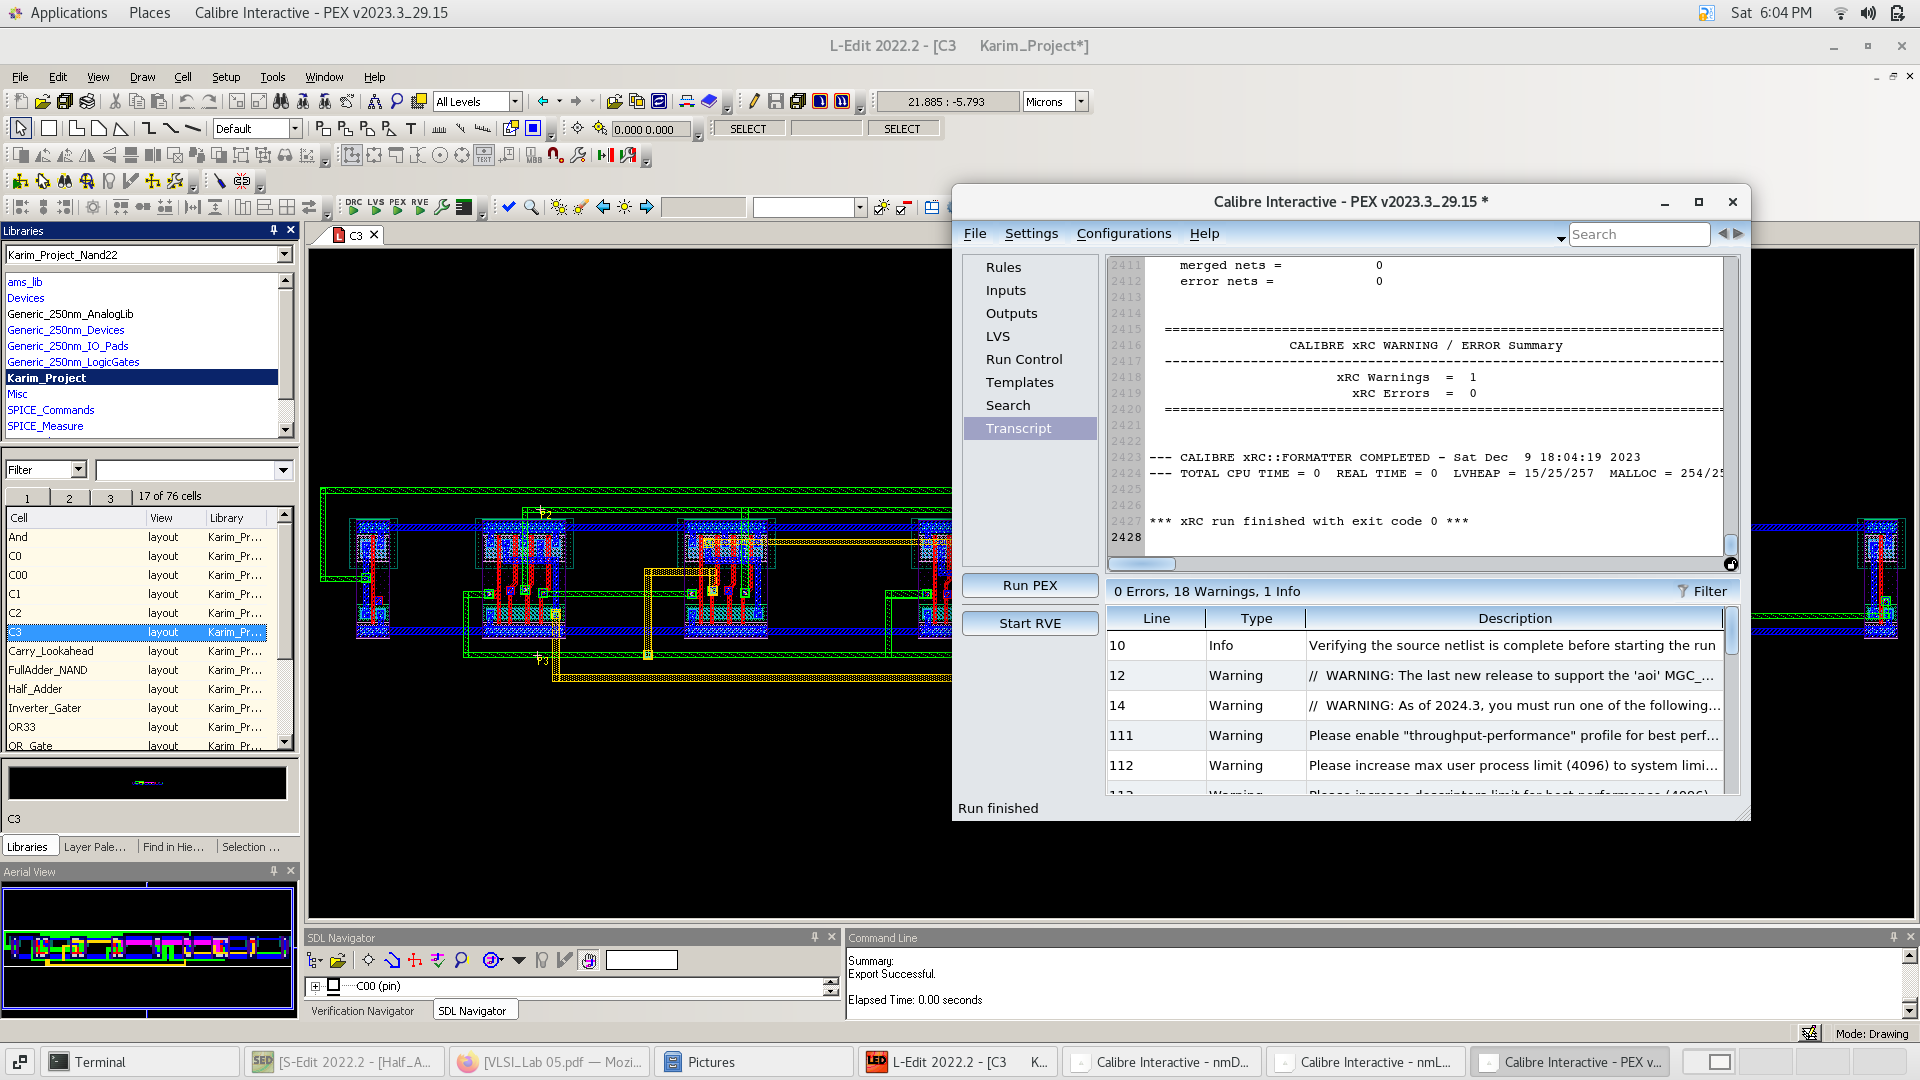 Applications
Places
Calibre Interactive - PEX v2023.3_29.15
Sat 6:04 PM
L-Edit 2022.2 - [C3 Karim_Project*]
File Edit View Draw Cell Setup Tools Window Help
All Levels
21.885 : -5.793
Microns
Default
0.000 0.000
SELECT
SELECT
DRC LVS PEX RVE
Libraries
C3
Karim_Project_Nand22
ams_lib
Devices
Generic_250nm_AnalogLib
Generic_250nm_Devices
Generic_250nm_IO_Pads
Generic_250nm_LogicGates
Karim_Project
Misc
SPICE_Commands
SPICE_Measure
Filter
1 2 3 17 of 76 cells
Cell View Library
And layout Karim_Pr...
C0 layout Karim_Pr...
C00 layout Karim_Pr...
C1 layout Karim_Pr...
C2 layout Karim_Pr...
C3 layout Karim_Pr...
Carry_Lookahead layout Karim_Pr...
FullAdder_NAND layout Karim_Pr...
Half_Adder layout Karim_Pr...
Inverter_Gater layout Karim_Pr...
OR33 layout Karim_Pr...
OR_Gate layout Karim_Pr...
C3
Libraries Layer Pale... Find in Hie... Selection ...
Aerial View
P2
P3
Calibre Interactive - PEX v2023.3_29.15 *
File Settings Configurations Help
Search
Rules
Inputs
Outputs
LVS
Run Control
Templates
Search
Transcript
Run PEX
Start RVE
2411 merged nets = 0
2412 error nets = 0
2413
2414
2415 ========================================================================
2416 CALIBRE xRC WARNING / ERROR Summary
2417 ------------------------------------------------------------------------
2418 xRC Warnings = 1
2419 xRC Errors = 0
2420 ========================================================================
2421
2422
2423 --- CALIBRE xRC::FORMATTER COMPLETED - Sat Dec 9 18:04:19 2023
2424 --- TOTAL CPU TIME = 0 REAL TIME = 0 LVHEAP = 15/25/257 MALLOC = 254/25
2425
2426
2427 *** xRC run finished with exit code 0 ***
2428
0 Errors, 18 Warnings, 1 Info
Filter
Line Type Description
10 Info Verifying the source netlist is complete before starting the run
12 Warning // WARNING: The last new release to support the 'aoi' MGC_...
14 Warning // WARNING: As of 2024.3, you must run one of the following...
111 Warning Please enable "throughput-performance" profile for best perf...
112 Warning Please increase max user process limit (4096) to system limi...
113 Warning Please increase descriptors limit for best performance (4096)
Run finished
SDL Navigator
C00 (pin)
Verification Navigator SDL Navigator
Command Line
Summary:
Export Successful.
Elapsed Time: 0.00 seconds
Mode: Drawing
Terminal
[S-Edit 2022.2 - [Half_A...
[VLSI_Lab 05.pdf — Mozi...
Pictures
L-Edit 2022.2 - [C3 K...
Calibre Interactive - nmD...
Calibre Interactive - nmL...
Calibre Interactive - PEX v...